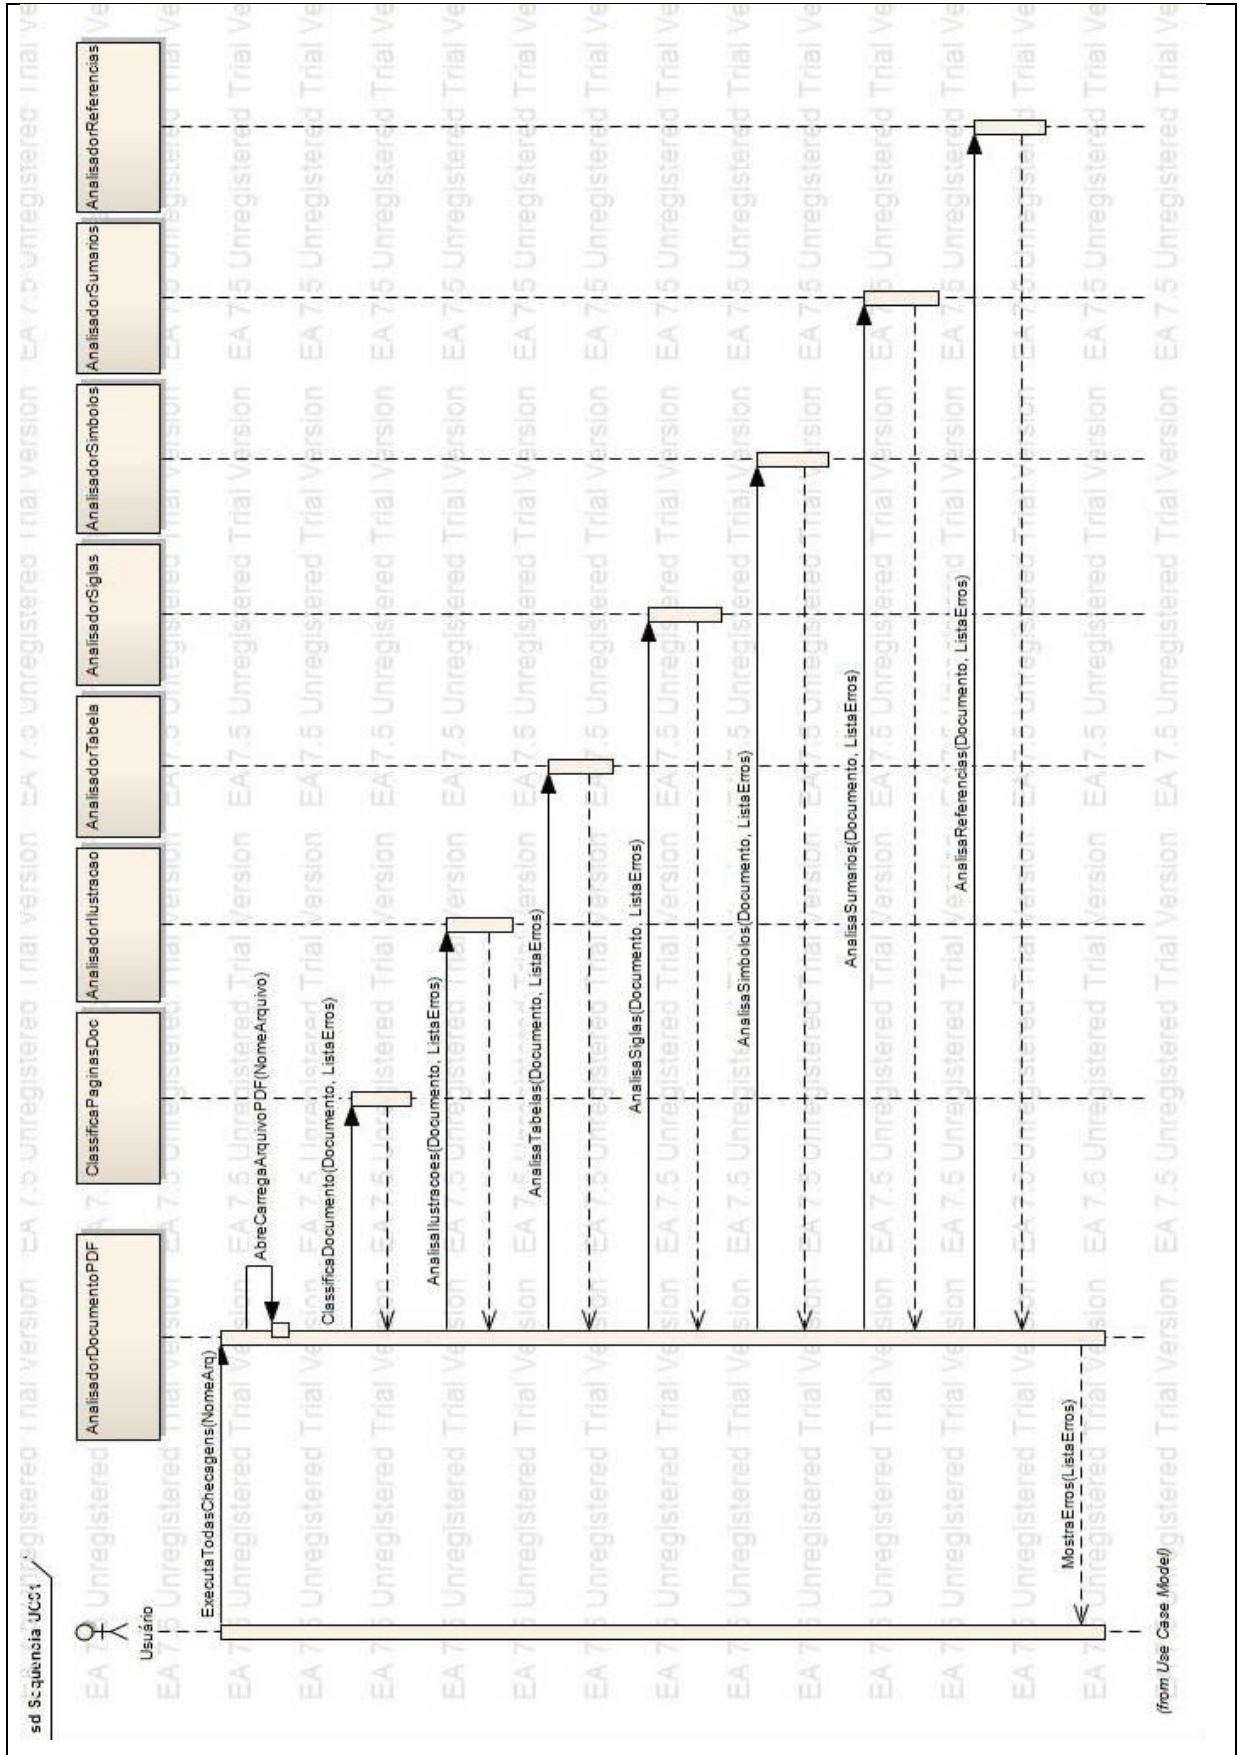 sd Sequencia UC01
Usuário
AnalisadorDocumentoPDF
ClassificaPaginasDoc
AnalisadorIlustracao
AnalisadorTabela
AnalisadorSiglas
AnalisadorSimbolos
AnalisadorSumarios
AnalisadorReferencias
ExecutaTodasChecagens(NomeArq)
AbreCarregaArquivoPDF(NomeArquivo)
ClassificaDocumento(Documento, ListaErros)
AnalisaIlustracoes(Documento, ListaErros)
AnalisaTabelas(Documento, ListaErros)
AnalisaSiglas(Documento, ListaErros)
AnalisaSimbolos(Documento, ListaErros)
AnalisaSumarios(Documento, ListaErros)
AnalisaReferencias(Documento, ListaErros)
MostraErros(ListaErros)
(from Use Case Model)
EA 7.5 Unregistered Trial Version